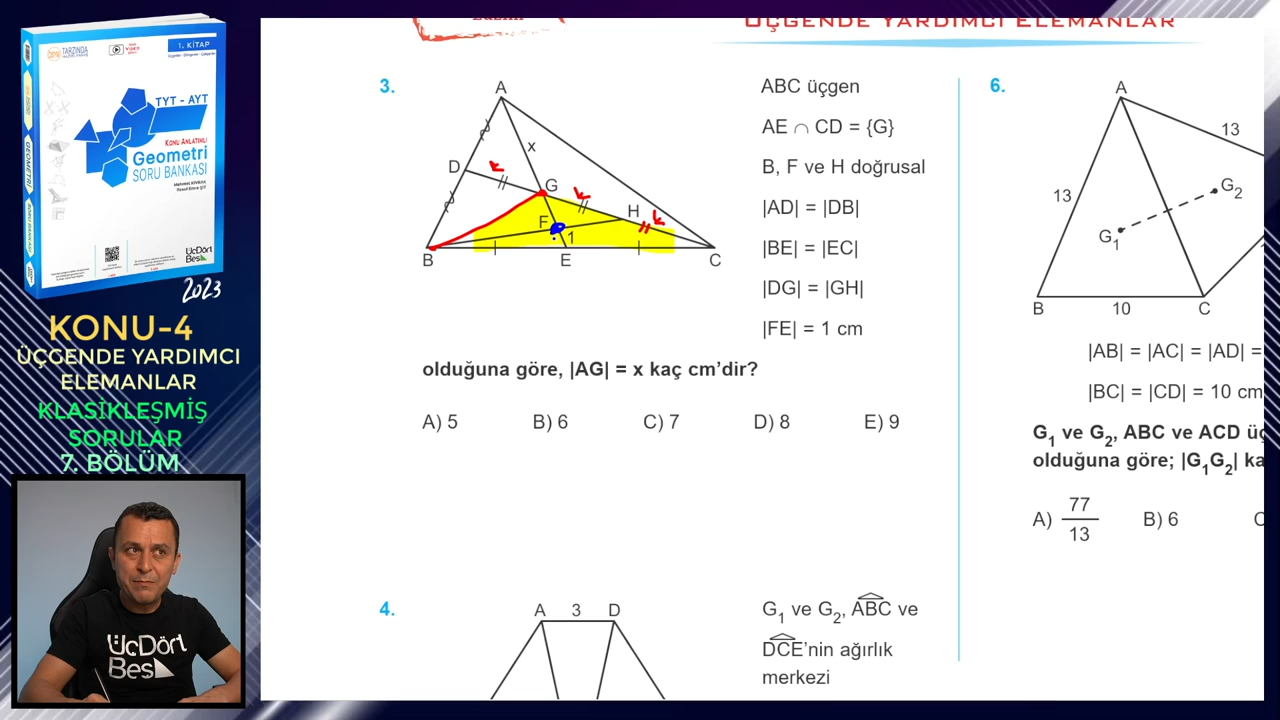 1. KİTAP
TARZINDA
TYT - AYT
KONU ANLATIMLI
Geometri
SORU BANKASI
GEOMETRİ
ÜçDört
Beş
2023
KONU-4
ÜÇGENDE YARDIMCI
ELEMANLAR
KLASİKLEŞMİŞ
SORULAR
7. BÖLÜM
ÜçDört
Beş
ÜÇGENDE YARDIMCI ELEMANLAR
3.
A
x
D
k
G
k
H
k
F
1
B
E
C
ABC üçgen
AE ∩ CD = {G}
B, F ve H doğrusal
|AD| = |DB|
|BE| = |EC|
|DG| = |GH|
|FE| = 1 cm
olduğuna göre, |AG| = x kaç cm’dir?
A) 5 B) 6 C) 7 D) 8 E) 9
4.
A 3 D
G1 ve G2, ABC ve
DCE’nin ağırlık
merkezi
6.
A
13
13
G2
G1
B 10 C
|AB| = |AC| = |AD| =
|BC| = |CD| = 10 cm
G1 ve G2, ABC ve ACD üç
olduğuna göre; |G1G2| ka
A) 77/13 B) 6 C